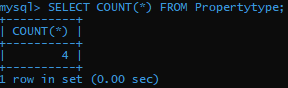 mysql> SELECT COUNT(*) FROM Propertytype;
+----------+
| COUNT(*) |
+----------+
|        4 |
+----------+
1 row in set (0.00 sec)